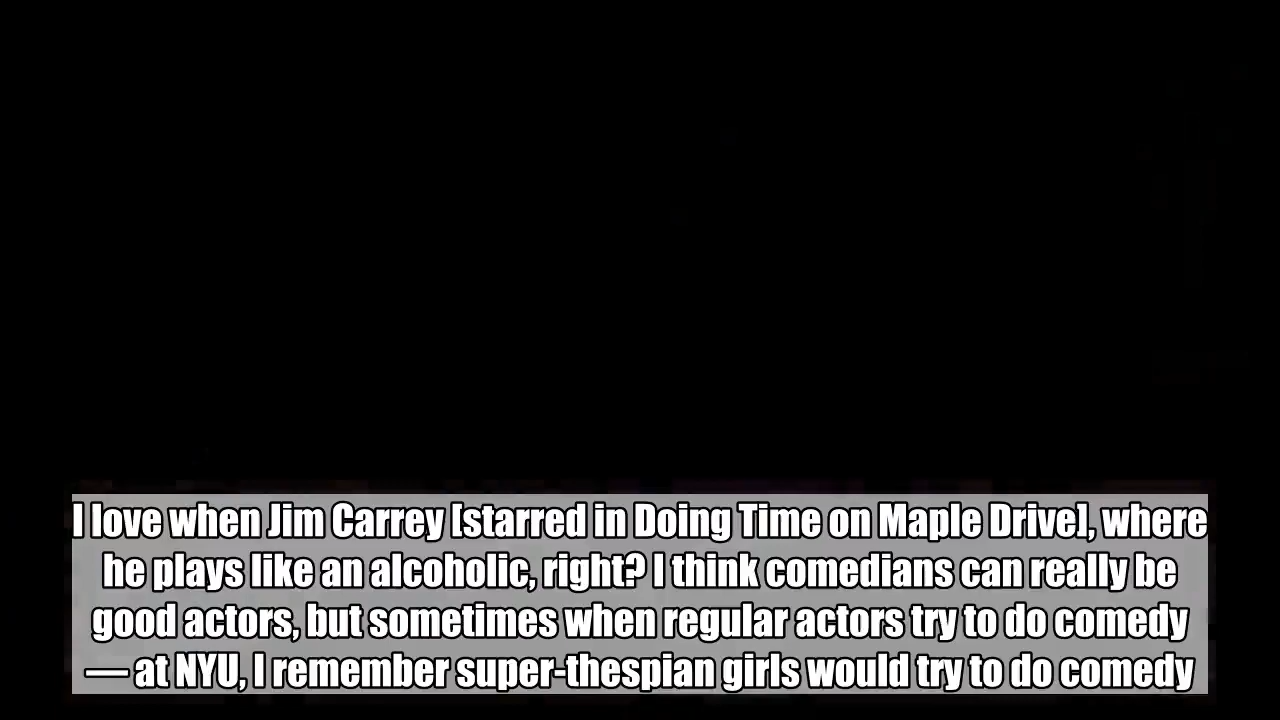 I love when Jim Carrey [starred in Doing Time on Maple Drive], where
he plays like an alcoholic, right? I think comedians can really be
good actors, but sometimes when regular actors try to do comedy
— at NYU, I remember super-thespian girls would try to do comedy